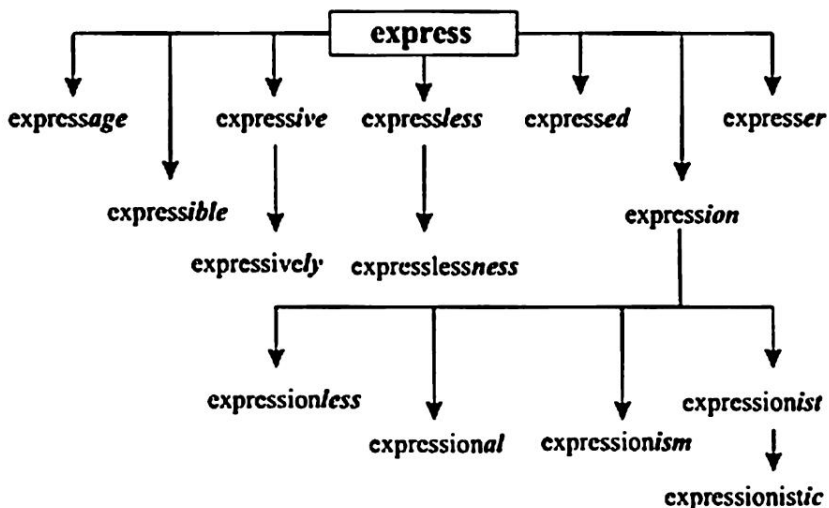 express
expressage expressive expressless expressed expresser
expressible expression
expressively expresslessness
expressionless expressionist
expressional expressionism
expressionistic